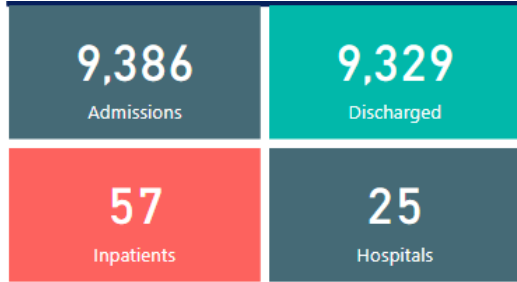 9,386
Admissions
9,329
Discharged
57
Inpatients
25
Hospitals